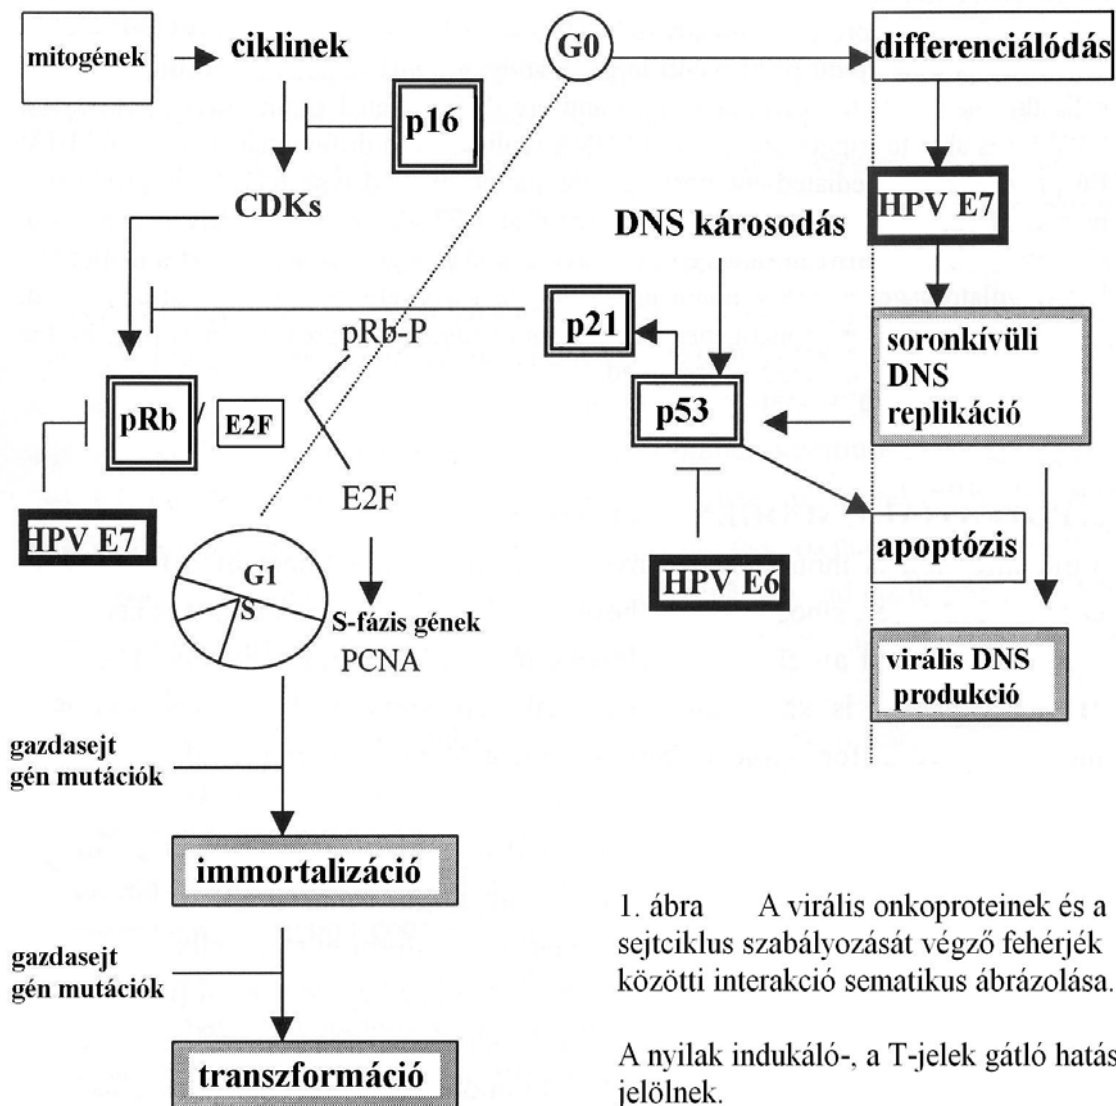 mitogének
ciklinek
G0
differenciálódás
p16
CDKs
DNS károsodás
HPV E7
pRb-P
p21
soronkívüli
DNS
replikáció
pRb
E2F
p53
E2F
HPV E7
apoptózis
HPV E6
G1
S
S-fázis gének
PCNA
virális DNS
produkció
gazdasejt
gén mutációk
immortalizáció
gazdasejt
gén mutációk
transzformáció
1. ábra A virális onkoproteinek és a
sejtciklus szabályozását végző fehérjék
közötti interakció sematikus ábrázolása.
A nyilak indukáló-, a T-jelek gátló hatás
jelölnek.